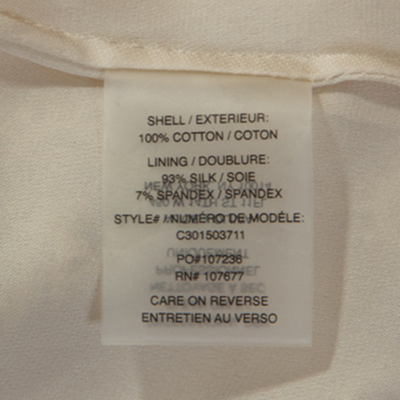 SHELL / EXTERIEUR:
100% COTTON / COTON
LINING / DOUBLURE:
93% SILK / SOIE
7% SPANDEX / SPANDEX
STYLE# / NUMÉRO DE MODÈLE:
C301503711
PO#107236
RN# 107677
CARE ON REVERSE
ENTRETIEN AU VERSO